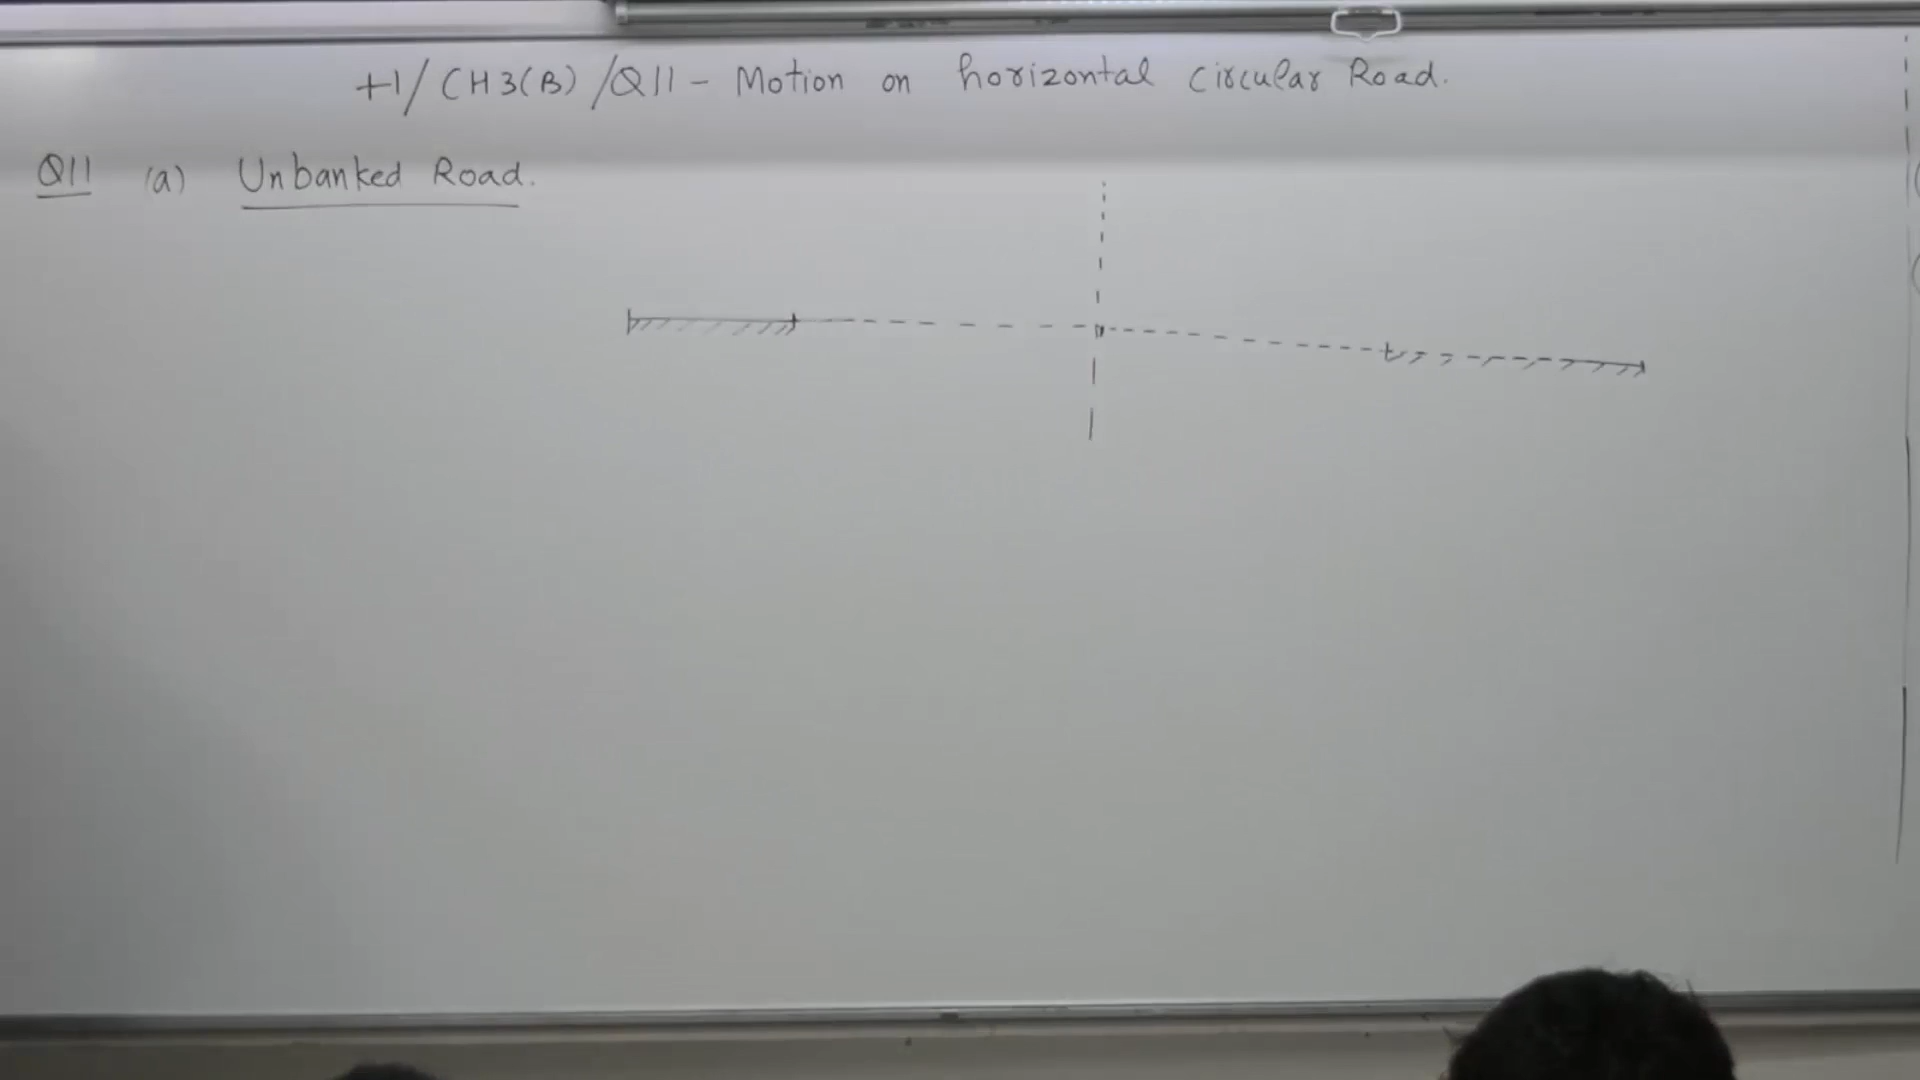 +1/CH3(B)/Q11 - Motion on horizontal Circular Road.
Q11 (a) Unbanked Road.